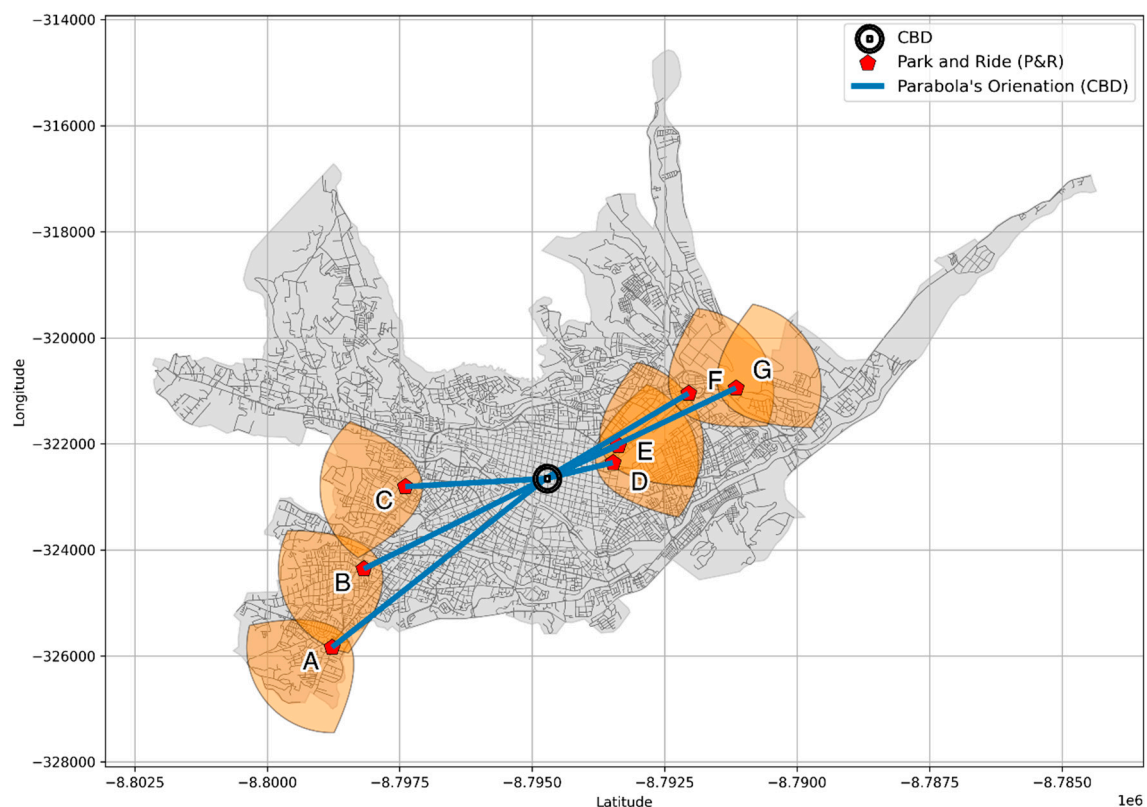 −314000
−316000
−318000
−320000
−322000
−324000
−326000
−328000
Longitude
CBD
Park and Ride (P&R)
Parabola's Orienation (CBD)
G
F
E
D
C
B
A
−8.8025 −8.8000 −8.7975 −8.7950 −8.7925 −8.7900 −8.7875 −8.7850
1e6
Latitude